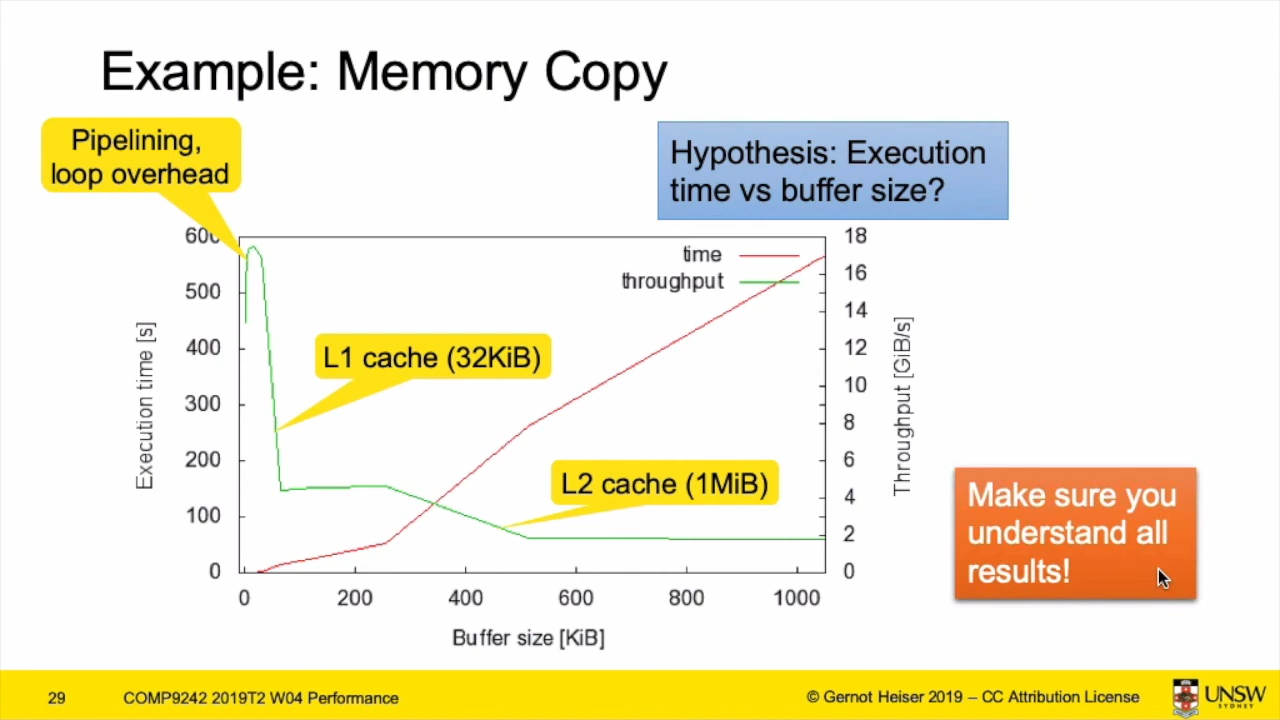 Example: Memory Copy
Pipelining,
loop overhead
Hypothesis: Execution
time vs buffer size?
600
500
400
300
200
100
0
Execution time [s]
time
throughput
L1 cache (32KiB)
L2 cache (1MiB)
18
16
14
12
10
8
6
4
2
0
Throughput [GiB/s]
0 200 400 600 800 1000
Buffer size [KiB]
Make sure you
understand all
results!
29 COMP9242 2019T2 W04 Performance © Gernot Heiser 2019 – CC Attribution License
UNSW
SYDNEY